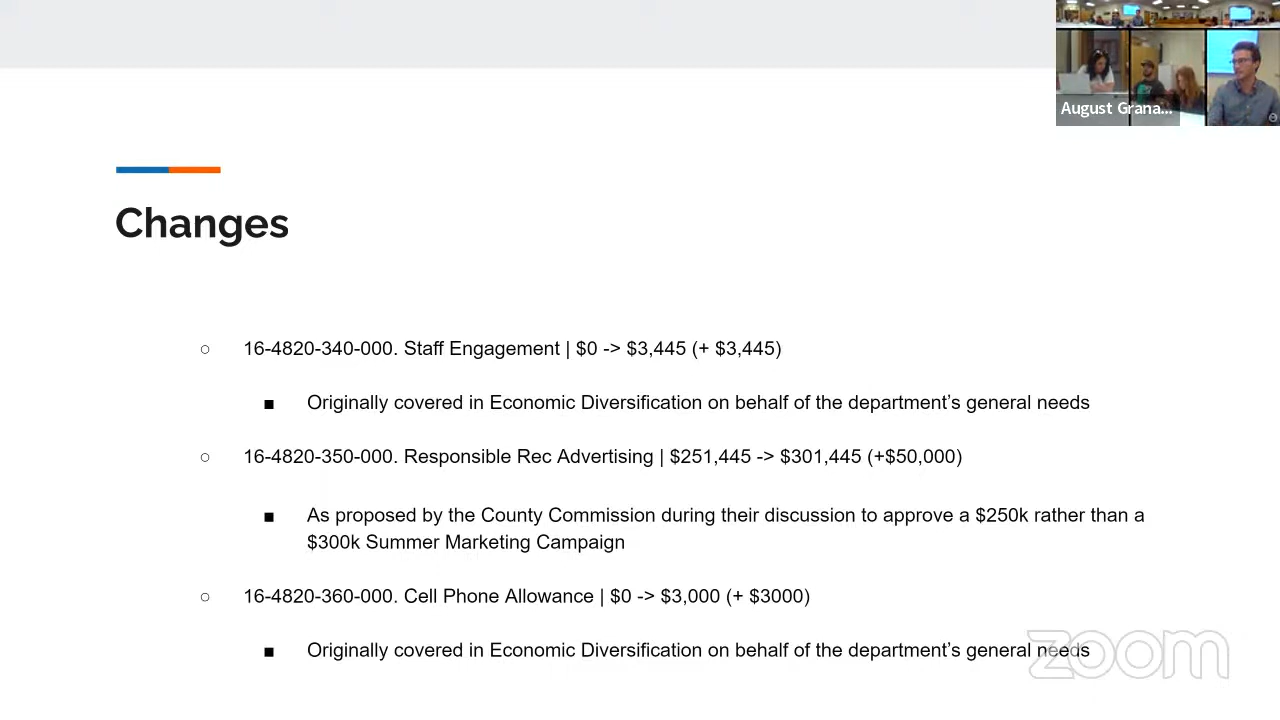 August Grana...
Changes
○ 16-4820-340-000. Staff Engagement | $0 -> $3,445 (+ $3,445)
■ Originally covered in Economic Diversification on behalf of the department's general needs
○ 16-4820-350-000. Responsible Rec Advertising | $251,445 -> $301,445 (+$50,000)
■ As proposed by the County Commission during their discussion to approve a $250k rather than a
$300k Summer Marketing Campaign
○ 16-4820-360-000. Cell Phone Allowance | $0 -> $3,000 (+ $3000)
■ Originally covered in Economic Diversification on behalf of the department's general needs
zoom